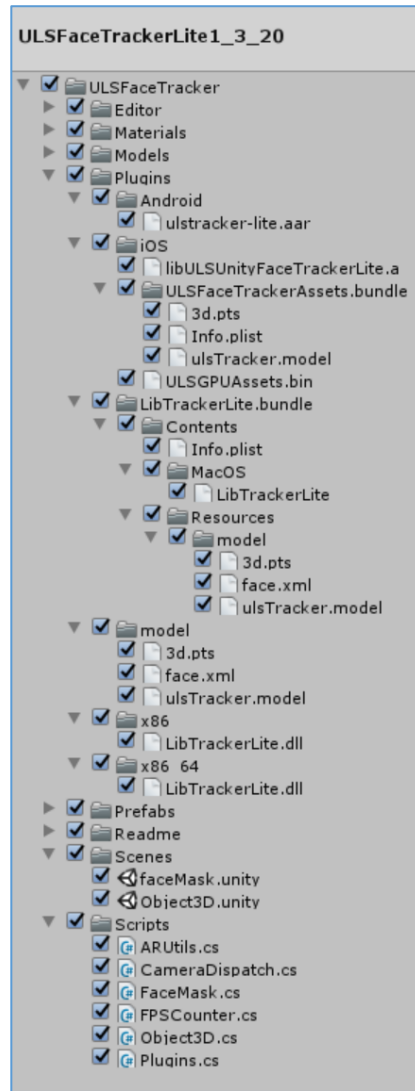 ULSFaceTrackerLite1_3_20
ULSFaceTracker
Editor
Materials
Models
Plugins
Android
ulstracker-lite.aar
iOS
libULSUnityFaceTrackerLite.a
ULSFaceTrackerAssets.bundle
3d.pts
Info.plist
ulsTracker.model
ULSGPUAssets.bin
LibTrackerLite.bundle
Contents
Info.plist
MacOS
LibTrackerLite
Resources
model
3d.pts
face.xml
ulsTracker.model
model
3d.pts
face.xml
ulsTracker.model
x86
LibTrackerLite.dll
x86_64
LibTrackerLite.dll
Prefabs
Readme
Scenes
faceMask.unity
Object3D.unity
Scripts
ARUtils.cs
CameraDispatch.cs
FaceMask.cs
FPSCounter.cs
Object3D.cs
Plugins.cs